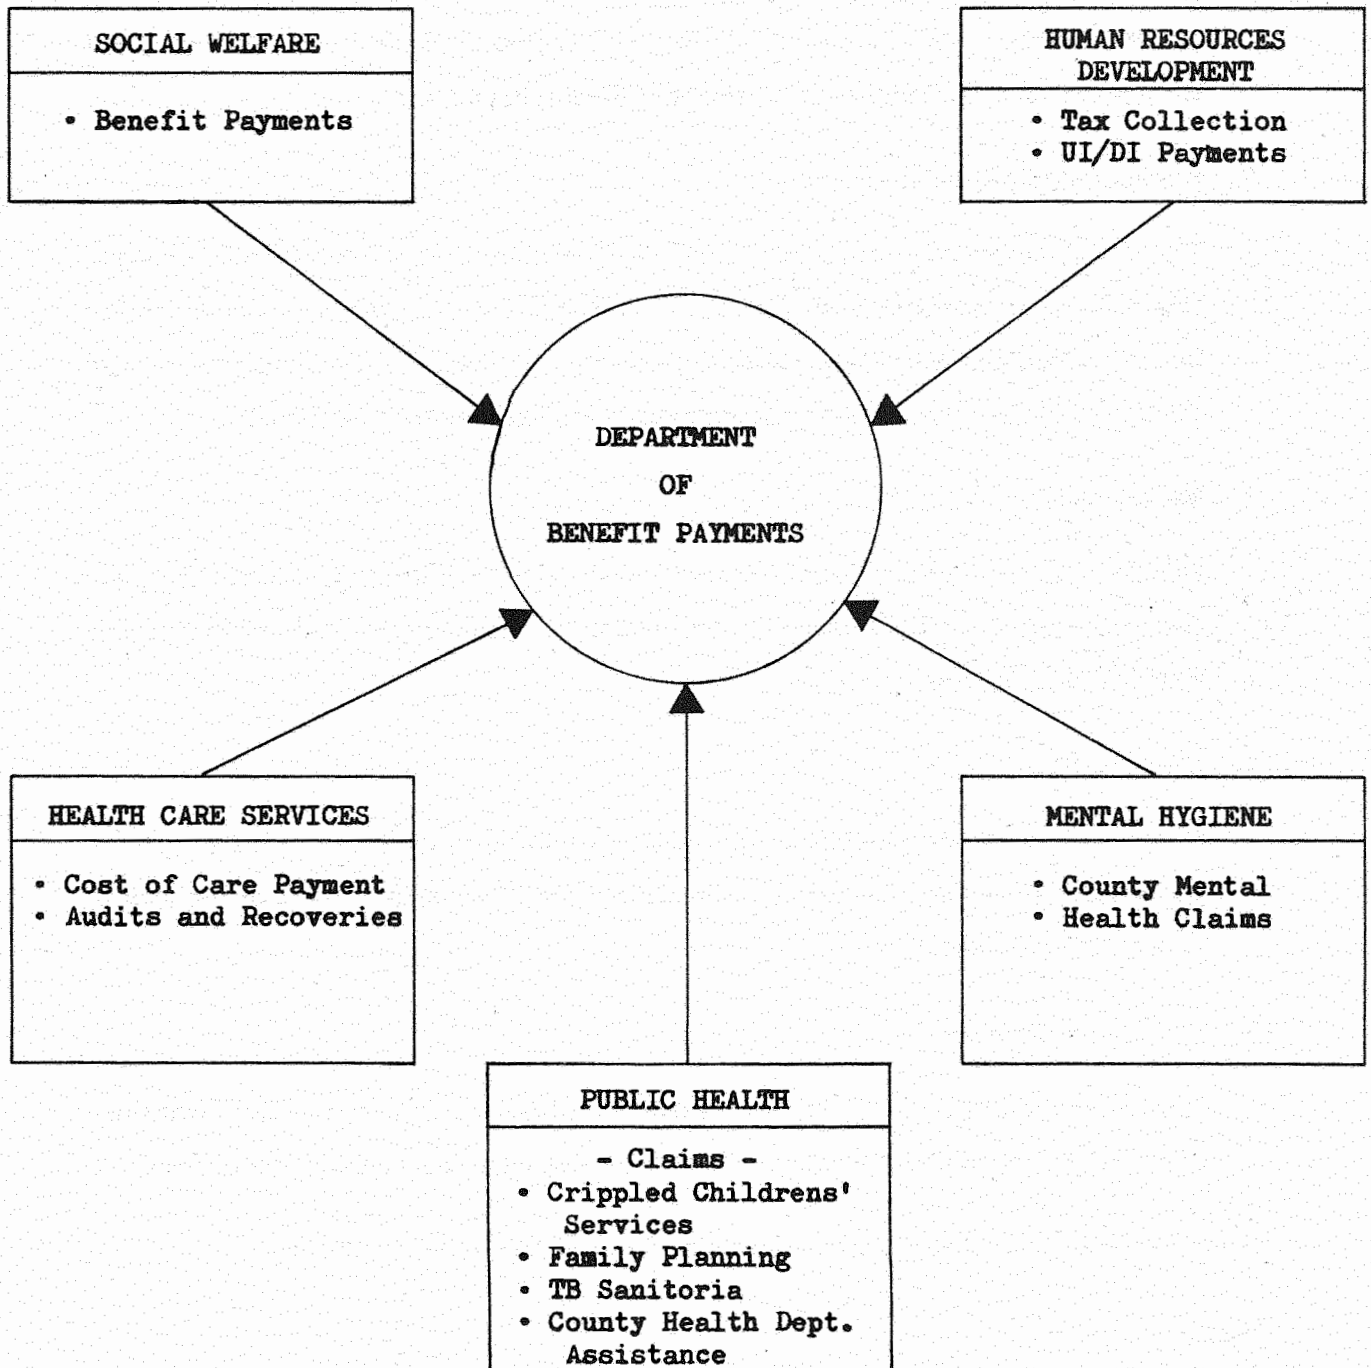 SOCIAL WELFARE
• Benefit Payments
HUMAN RESOURCES
DEVELOPMENT
• Tax Collection
• UI/DI Payments
DEPARTMENT
OF
BENEFIT PAYMENTS
HEALTH CARE SERVICES
• Cost of Care Payment
• Audits and Recoveries
MENTAL HYGIENE
• County Mental
• Health Claims
PUBLIC HEALTH
- Claims -
• Crippled Childrens'
Services
• Family Planning
• TB Sanitoria
• County Health Dept.
Assistance